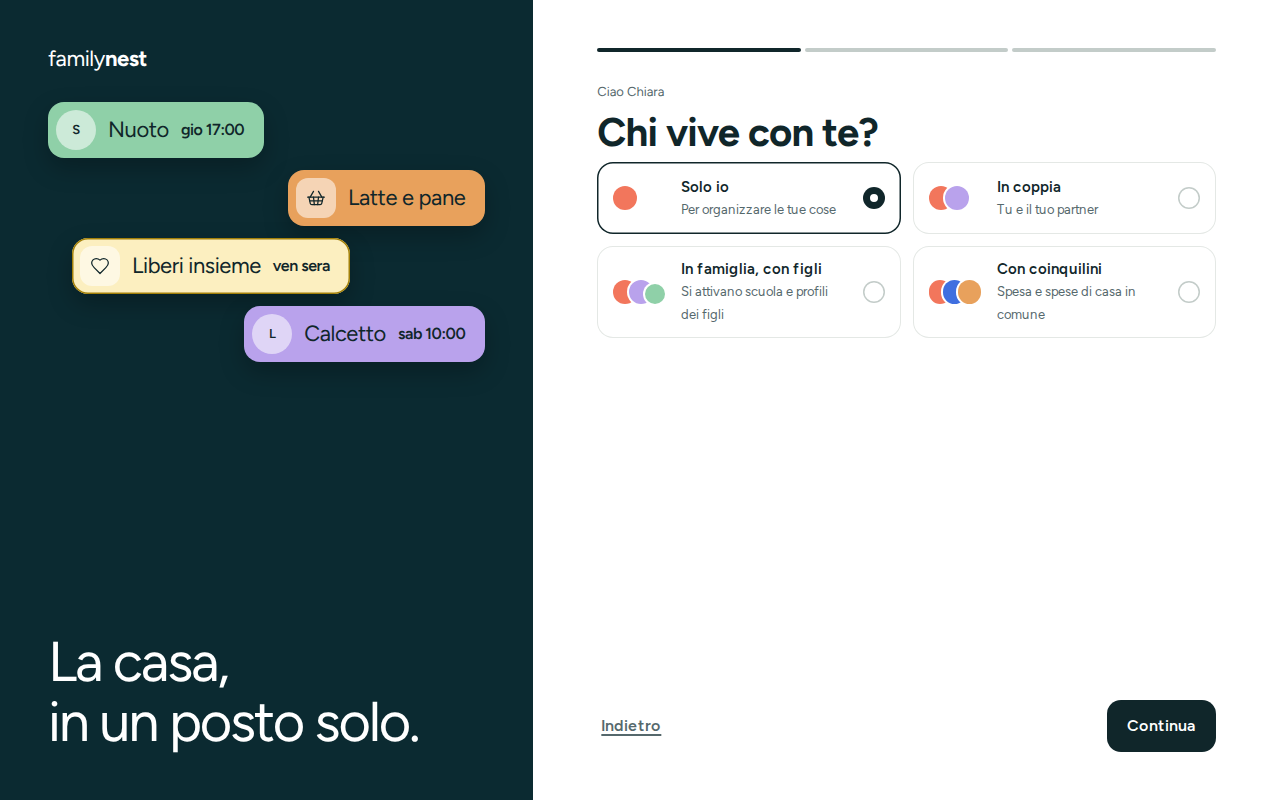 familynest
S Nuoto gio 17:00
Latte e pane
Liberi insieme ven sera
L Calcetto sab 10:00
La casa,
in un posto solo.
Ciao Chiara
Chi vive con te?
Solo io
Per organizzare le tue cose
In coppia
Tu e il tuo partner
In famiglia, con figli
Si attivano scuola e profili
dei figli
Con coinquilini
Spesa e spese di casa in
comune
Indietro
Continua